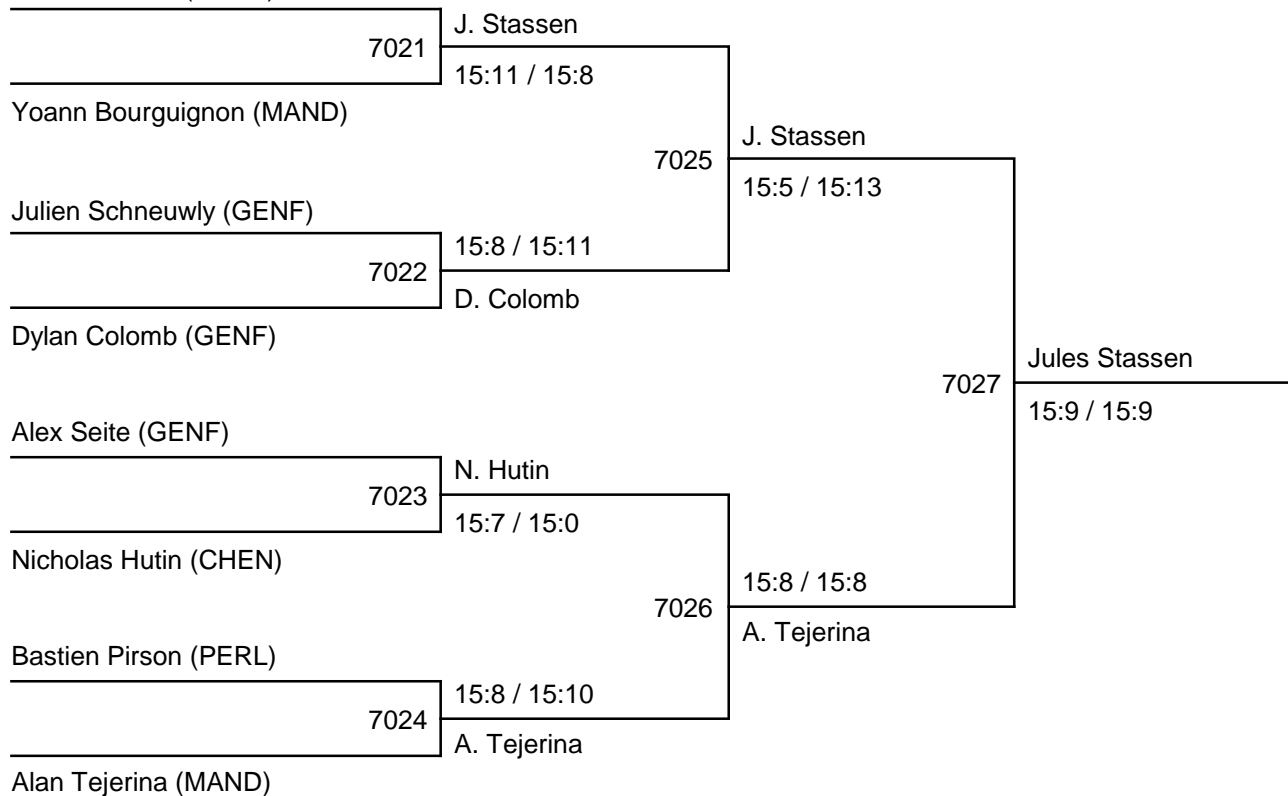 7021
J. Stassen
15:11 / 15:8
Yoann Bourguignon (MAND)
7025
J. Stassen
15:5 / 15:13
Julien Schneuwly (GENF)
7022
15:8 / 15:11
D. Colomb
Dylan Colomb (GENF)
7027
Jules Stassen
15:9 / 15:9
Alex Seite (GENF)
7023
N. Hutin
15:7 / 15:0
Nicholas Hutin (CHEN)
7026
15:8 / 15:8
A. Tejerina
Bastien Pirson (PERL)
7024
15:8 / 15:10
A. Tejerina
Alan Tejerina (MAND)